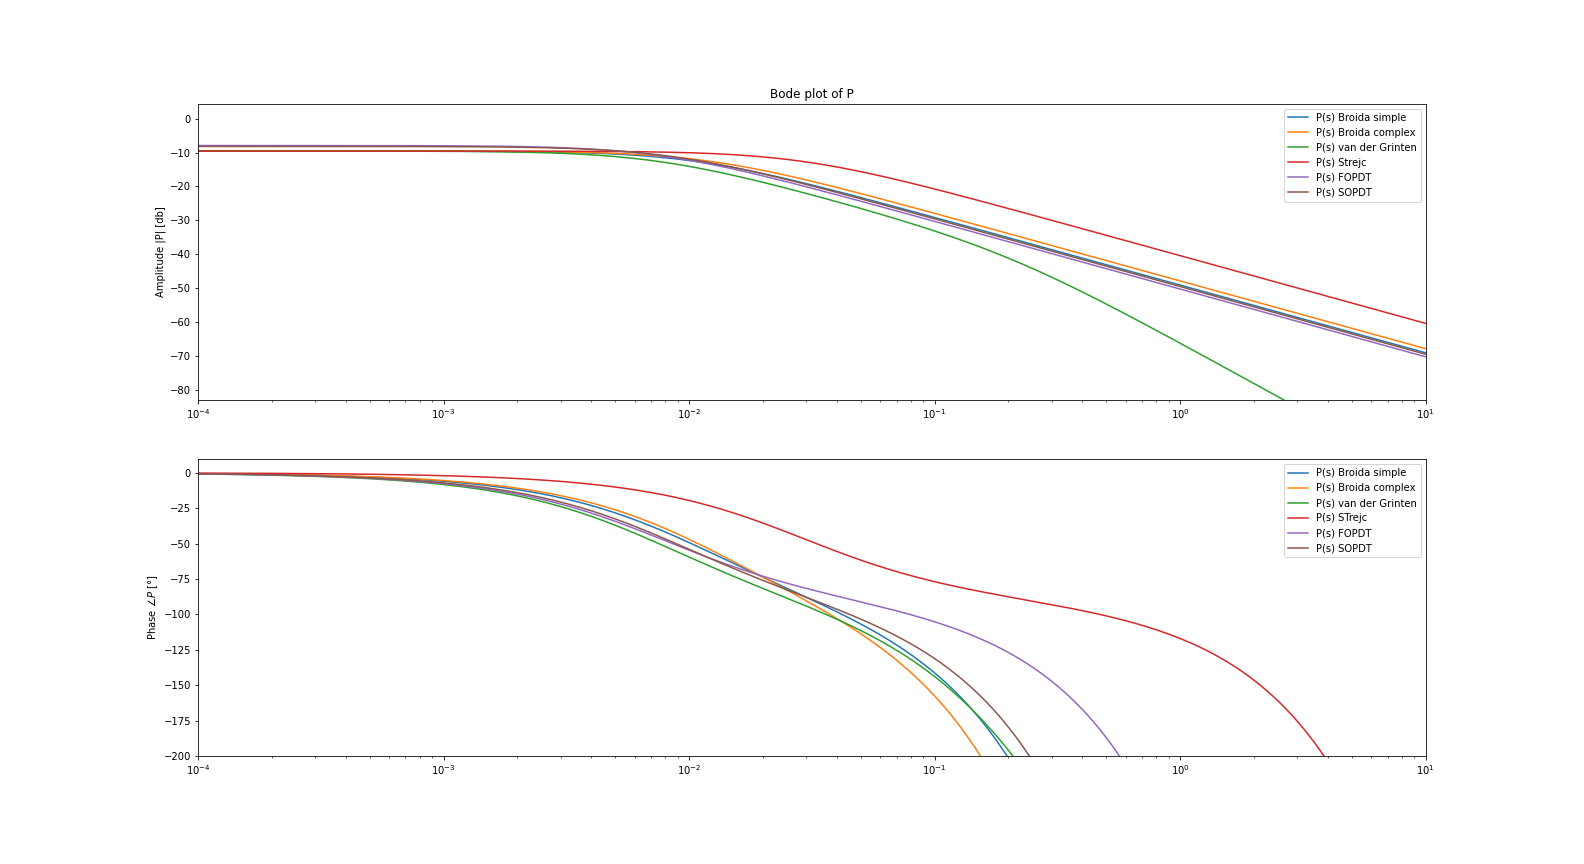 Bode plot of P
Amplitude |P| [db]
0
−10
−20
−30
−40
−50
−60
−70
−80
10⁻⁴
10⁻³
10⁻²
10⁻¹
10⁰
10¹
P(s) Broida simple
P(s) Broida complex
P(s) van der Grinten
P(s) Strejc
P(s) FOPDT
P(s) SOPDT
Phase ∠P [°]
0
−25
−50
−75
−100
−125
−150
−175
−200
10⁻⁴
10⁻³
10⁻²
10⁻¹
10⁰
10¹
P(s) Broida simple
P(s) Broida complex
P(s) van der Grinten
P(s) STrejc
P(s) FOPDT
P(s) SOPDT